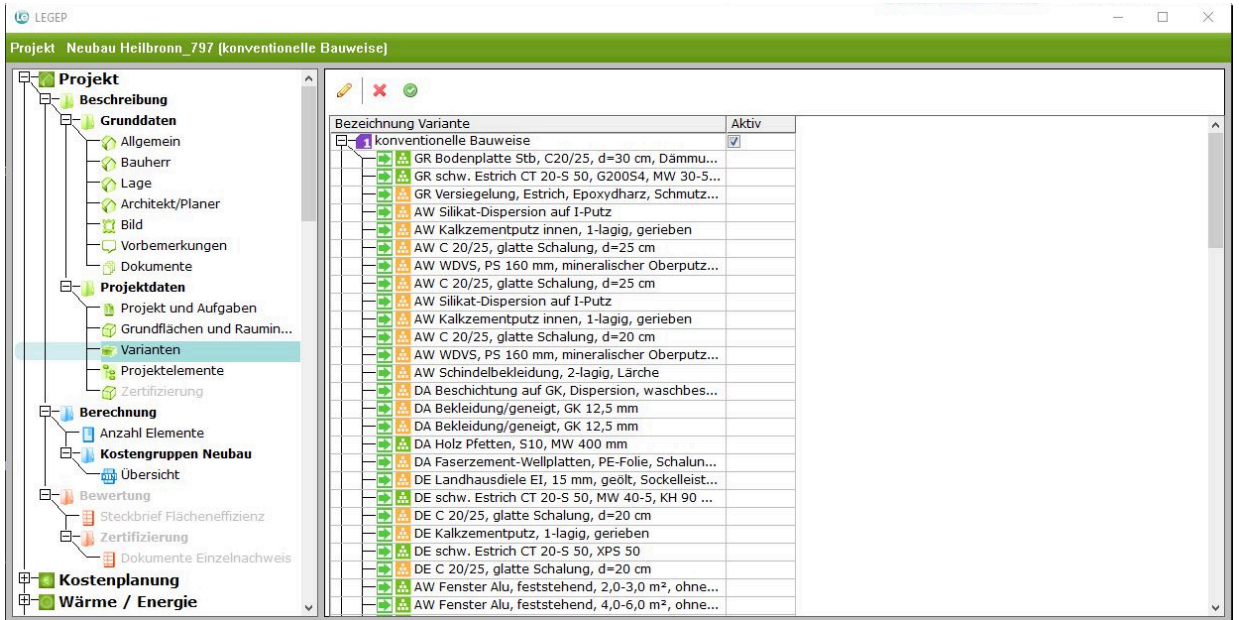 LEGEP
Projekt Neubau Heilbronn_797 (konventionelle Bauweise)
Projekt
Beschreibung
Grunddaten
Allgemein
Bauherr
Lage
Architekt/Planer
Bild
Vorbemerkungen
Dokumente
Projektdaten
Projekt und Aufgaben
Grundflächen und Raumin...
Varianten
Projektelemente
Zertifizierung
Berechnung
Anzahl Elemente
Kostengruppen Neubau
Übersicht
Bewertung
Steckbrief Flächeneffizienz
Zertifizierung
Dokumente Einzelnachweis
Kostenplanung
Wärme / Energie
Bezeichnung Variante Aktiv
1 konventionelle Bauweise
GR Bodenplatte Stb, C20/25, d=30 cm, Dämmu...
GR schw. Estrich CT 20-S 50, G200S4, MW 30-5...
GR Versiegelung, Estrich, Epoxydharz, Schmutz...
AW Silikat-Dispersion auf I-Putz
AW Kalkzementputz innen, 1-lagig, gerieben
AW C 20/25, glatte Schalung, d=25 cm
AW WDVS, PS 160 mm, mineralischer Oberputz...
AW C 20/25, glatte Schalung, d=25 cm
AW Silikat-Dispersion auf I-Putz
AW Kalkzementputz innen, 1-lagig, gerieben
AW C 20/25, glatte Schalung, d=20 cm
AW WDVS, PS 160 mm, mineralischer Oberputz...
AW Schindelbekleidung, 2-lagig, Lärche
DA Beschichtung auf GK, Dispersion, waschbes...
DA Bekleidung/geneigt, GK 12,5 mm
DA Bekleidung/geneigt, GK 12,5 mm
DA Holz Pfetten, S10, MW 400 mm
DA Faserzement-Wellplatten, PE-Folie, Schalun...
DE Landhausdiele EI, 15 mm, geölt, Sockelleist...
DE schw. Estrich CT 20-S 50, MW 40-5, KH 90 ...
DE C 20/25, glatte Schalung, d=20 cm
DE Kalkzementputz, 1-lagig, gerieben
DE schw. Estrich CT 20-S 50, XPS 50
DE C 20/25, glatte Schalung, d=20 cm
AW Fenster Alu, feststehend, 2,0-3,0 m², ohne...
AW Fenster Alu, feststehend, 4,0-6,0 m², ohne...